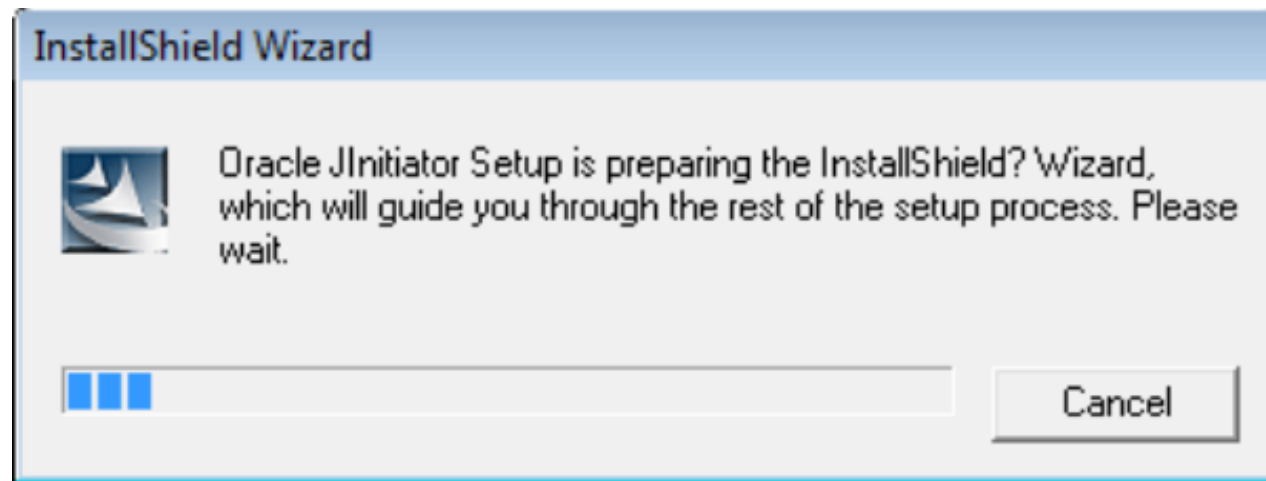 InstallShield Wizard
Oracle JInitiator Setup is preparing the InstallShield? Wizard,
which will guide you through the rest of the setup process. Please
wait.
Cancel